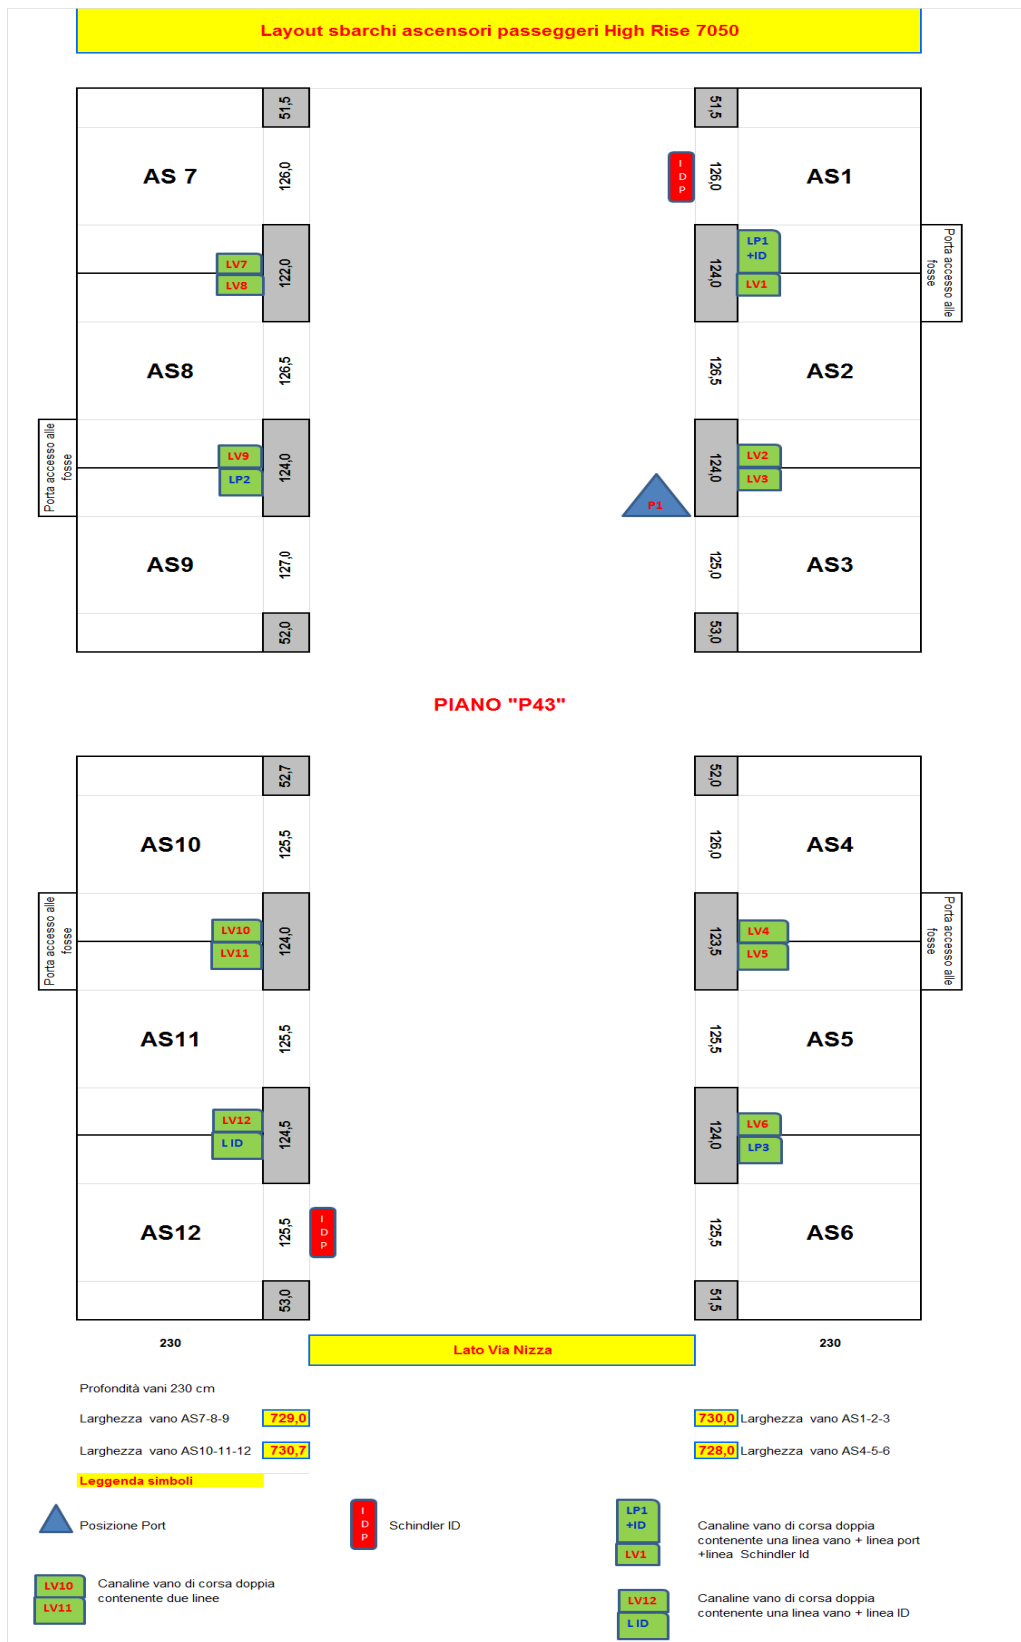 Layout sbarchi ascensori passeggeri High Rise 7050
51,5
51,5
AS 7
126,0
I
D
P
126,0
AS1
LV7
LV8
122,0
124,0
LP1
+ID
LV1
Porta accesso alle
fosse
AS8
126,5
126,5
AS2
Porta accesso alle
fosse
LV9
LP2
124,0
P1
124,0
LV2
LV3
AS9
127,0
125,0
AS3
52,0
53,0
PIANO "P43"
52,7
52,0
AS10
125,5
126,0
AS4
Porta accesso alle
fosse
LV10
LV11
124,0
123,5
LV4
LV5
Porta accesso alle
fosse
AS11
125,5
125,5
AS5
LV12
L ID
124,5
124,0
LV6
LP3
AS12
125,5
I
D
P
125,5
AS6
53,0
51,5
230
Lato Via Nizza
230
Profondità vani 230 cm
Larghezza vano AS7-8-9 729,0
730,0 Larghezza vano AS1-2-3
Larghezza vano AS10-11-12 730,7
728,0 Larghezza vano AS4-5-6
Leggenda simboli
Posizione Port
I
D
P
Schindler ID
LP1
+ID
LV1
Canaline vano di corsa doppia
contenente una linea vano + linea port
+linea Schindler Id
LV10
LV11
Canaline vano di corsa doppia
contenente due linee
LV12
L ID
Canaline vano di corsa doppia
contenente una linea vano + linea ID